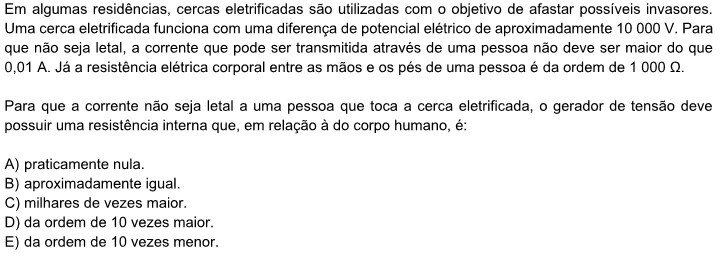 Em algumas residências, cercas eletrificadas são utilizadas com o objetivo de afastar possíveis invasores.
Uma cerca eletrificada funciona com uma diferença de potencial elétrico de aproximadamente 10 000 V. Para
que não seja letal, a corrente que pode ser transmitida através de uma pessoa não deve ser maior do que
0,01 A. Já a resistência elétrica corporal entre as mãos e os pés de uma pessoa é da ordem de 1 000 Ω.
Para que a corrente não seja letal a uma pessoa que toca a cerca eletrificada, o gerador de tensão deve
possuir uma resistência interna que, em relação à do corpo humano, é:
A) praticamente nula.
B) aproximadamente igual.
C) milhares de vezes maior.
D) da ordem de 10 vezes maior.
E) da ordem de 10 vezes menor.